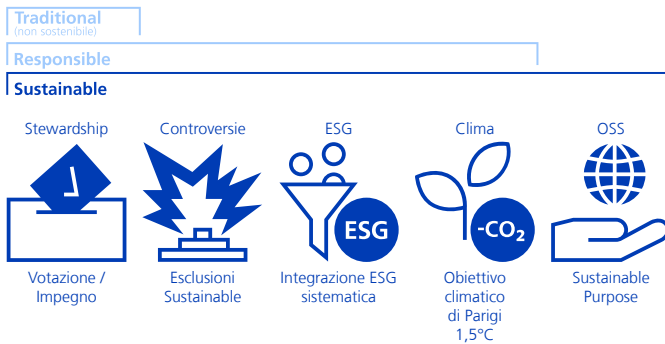 Traditional
(non sostenibile)
Responsible
Sustainable
Stewardship
Controversie
ESG
Clima
OSS
ESG
-CO₂
Votazione /
Impegno
Esclusioni
Sustainable
Integrazione ESG
sistematica
Obiettivo
climatico
di Parigi
1,5°C
Sustainable
Purpose